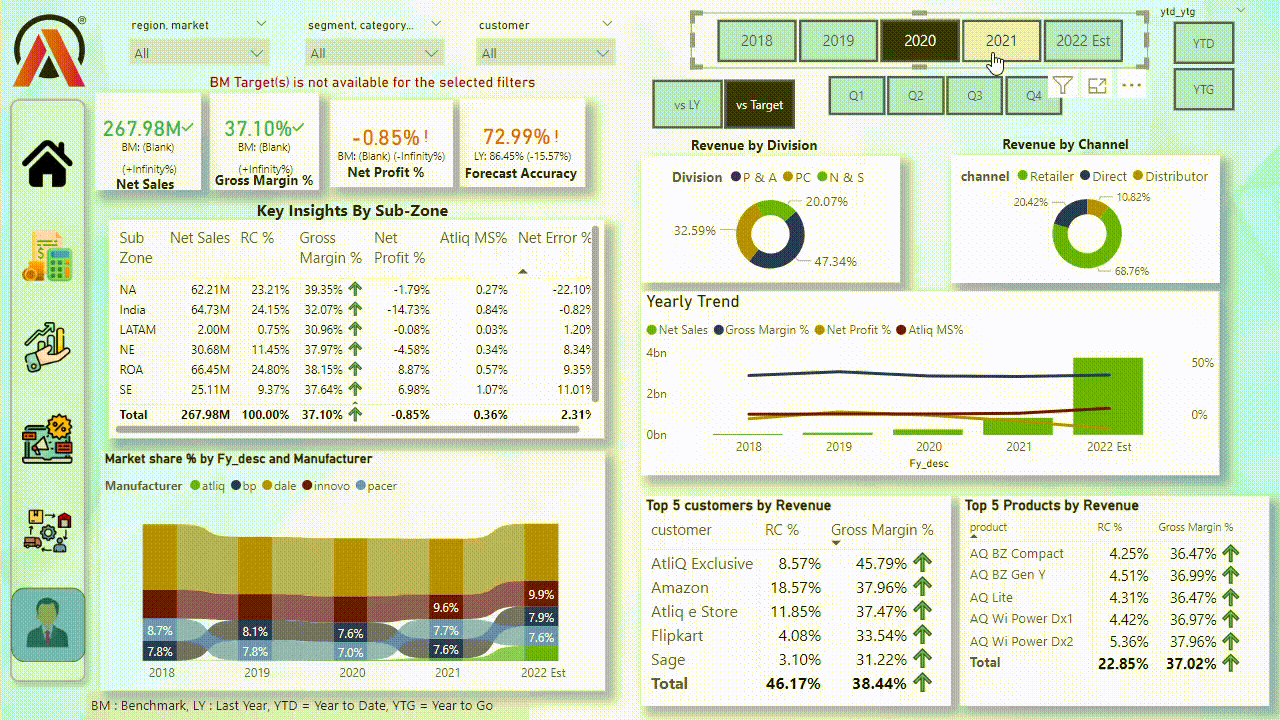 ®
region, market
segment, category...
customer
All
All
All
BM Target(s) is not available for the selected filters
2018
2019
2020
2021
2022 Est
ytd_ytg
YTD
YTG
vs LY
vs Target
Q1
Q2
Q3
Q4
267.98M✓
BM: (Blank)
(+Infinity%)
Net Sales
37.10%✓
BM: (Blank)
(+Infinity%)
Gross Margin %
-0.85% !
BM: (Blank) (-Infinity%)
Net Profit %
72.99% !
LY: 86.45% (-15.57%)
Forecast Accuracy
Key Insights By Sub-Zone
Sub Zone Net Sales RC % Gross Margin % Net Profit % Atliq MS% Net Error %
NA 62.21M 23.21% 39.35% -1.79% 0.27% -22.10%
India 64.73M 24.15% 32.07% -14.73% 0.84% -0.82%
LATAM 2.00M 0.75% 30.96% -0.08% 0.03% 1.20%
NE 30.68M 11.45% 37.97% -4.58% 0.34% 8.34%
ROA 66.45M 24.80% 38.15% 8.87% 0.57% 9.35%
SE 25.11M 9.37% 37.64% 6.98% 1.07% 11.01%
Total 267.98M 100.00% 37.10% -0.85% 0.36% 2.31%
Revenue by Division
Division P & A PC N & S
20.07%
32.59%
47.34%
Revenue by Channel
channel Retailer Direct Distributor
20.42%
10.82%
68.76%
Yearly Trend
Net Sales Gross Margin % Net Profit % Atliq MS%
4bn
2bn
0bn
50%
0%
2018 2019 2020 2021 2022 Est
Fy_desc
Market share % by Fy_desc and Manufacturer
Manufacturer atliq bp dale innovo pacer
8.7%
7.8%
8.1%
7.8%
7.6%
7.0%
9.6%
7.7%
7.6%
9.9%
7.9%
7.6%
2018 2019 2020 2021 2022 Est
Top 5 customers by Revenue
customer RC % Gross Margin %
AtliQ Exclusive 8.57% 45.79%
Amazon 18.57% 37.96%
Atliq e Store 11.85% 37.47%
Flipkart 4.08% 33.54%
Sage 3.10% 31.22%
Total 46.17% 38.44%
Top 5 Products by Revenue
product RC % Gross Margin %
AQ BZ Compact 4.25% 36.47%
AQ BZ Gen Y 4.51% 36.99%
AQ Lite 4.31% 36.47%
AQ Wi Power Dx1 4.42% 36.97%
AQ Wi Power Dx2 5.36% 37.96%
Total 22.85% 37.02%
BM : Benchmark, LY : Last Year, YTD = Year to Date, YTG = Year to Go